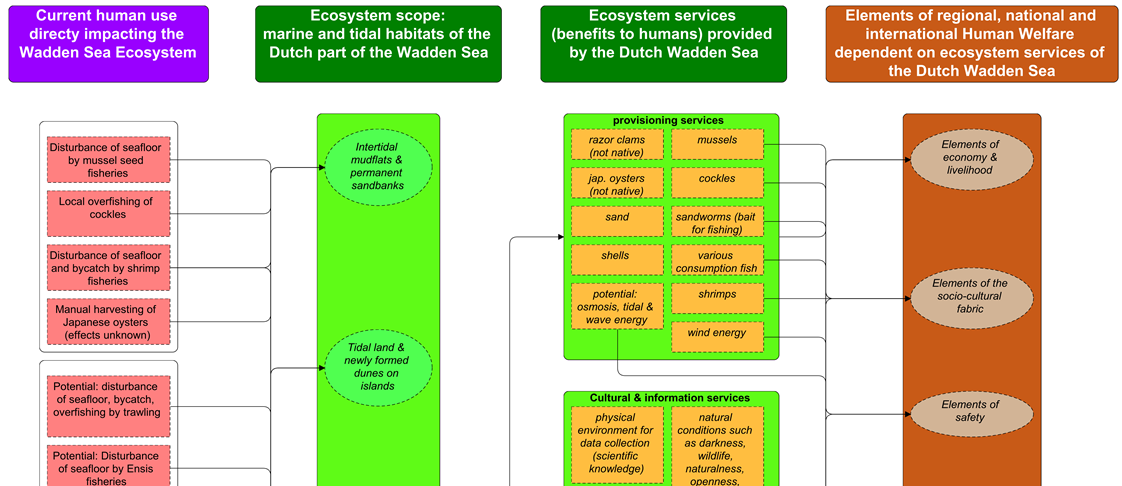 Current human use
directy impacting the
Wadden Sea Ecosystem
Ecosystem scope:
marine and tidal habitats of the
Dutch part of the Wadden Sea
Ecosystem services
(benefits to humans) provided
by the Dutch Wadden Sea
Elements of regional, national and
international Human Welfare
dependent on ecosystem services of
the Dutch Wadden Sea
Disturbance of seafloor
by mussel seed
fisheries
Local overfishing of
cockles
Disturbance of seafloor
and bycatch by shrimp
fisheries
Manual harvesting of
Japanese oysters
(effects unknown)
Potential: disturbance
of seafloor, bycatch,
overfishing by trawling
Potential: Disturbance
of seafloor by Ensis
fisheries
Intertidal
mudflats &
permanent
sandbanks
Tidal land &
newly formed
dunes on
islands
provisioning services
razor clams
(not native)
mussels
jap. oysters
(not native)
cockles
sand
sandworms (bait
for fishing)
shells
various
consumption fish
potential:
osmosis, tidal &
wave energy
shrimps
wind energy
Cultural & information services
physical
environment for
data collection
(scientific
knowledge)
natural
conditions such
as darkness,
wildlife,
naturalness,
openness,
Elements of
economy &
livelihood
Elements of the
socio-cultural
fabric
Elements of
safety